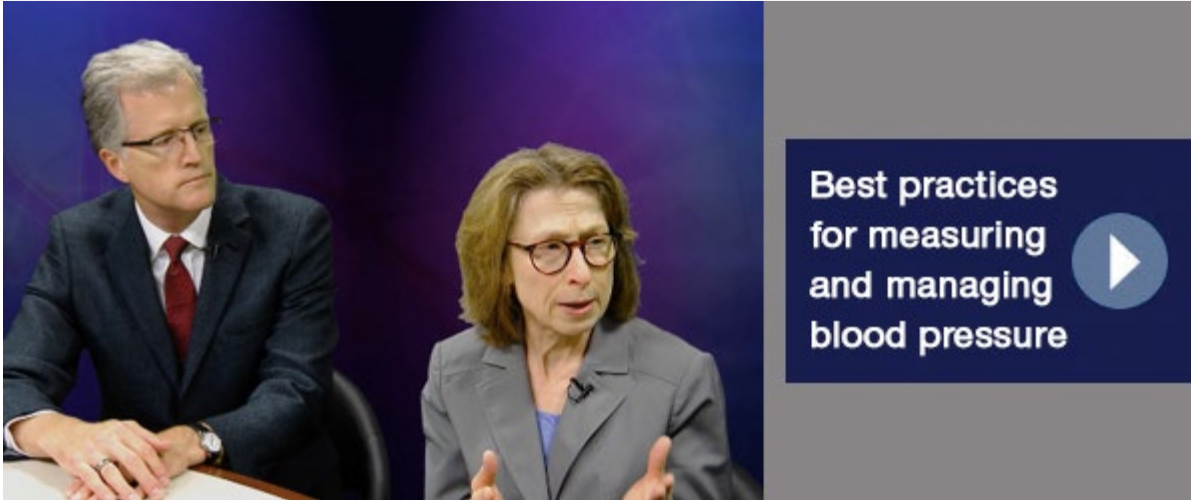 Best practices
for measuring
and managing
blood pressure